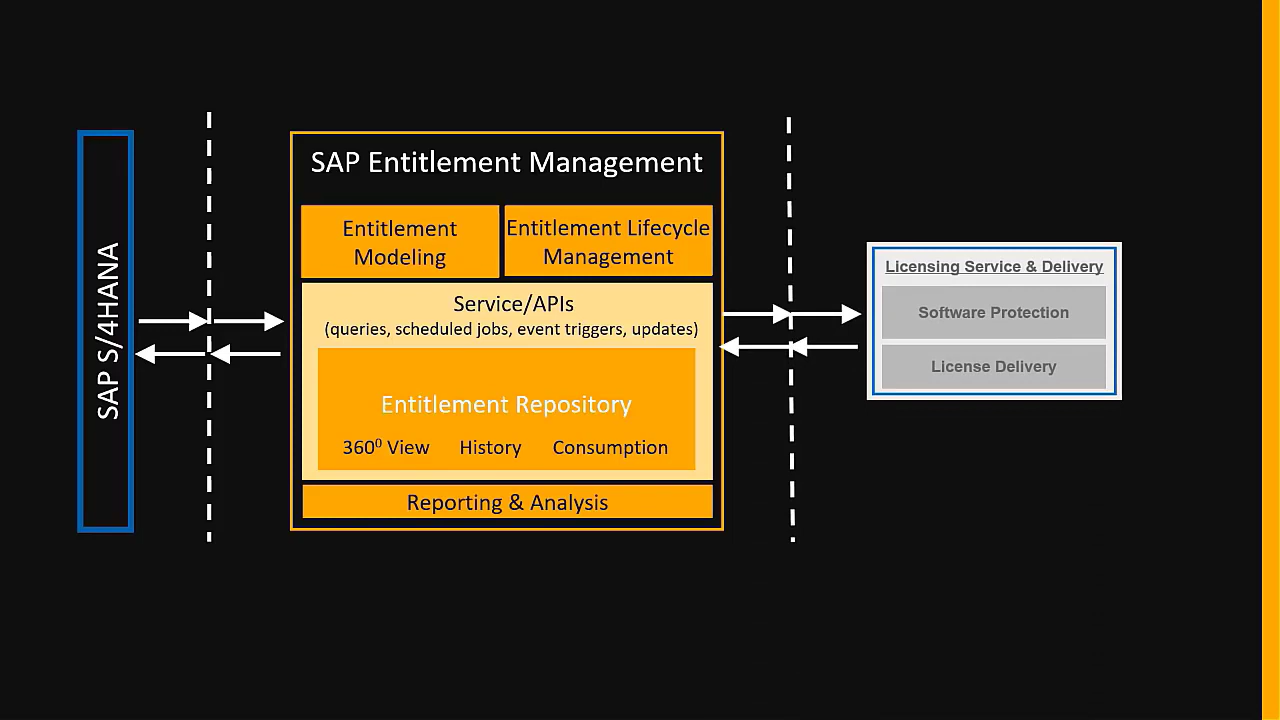 SAP S/4HANA
SAP Entitlement Management
Entitlement
Modeling
Entitlement Lifecycle
Management
Service/APIs
(queries, scheduled jobs, event triggers, updates)
Entitlement Repository
360⁰ View History Consumption
Reporting & Analysis
Licensing Service & Delivery
Software Protection
License Delivery